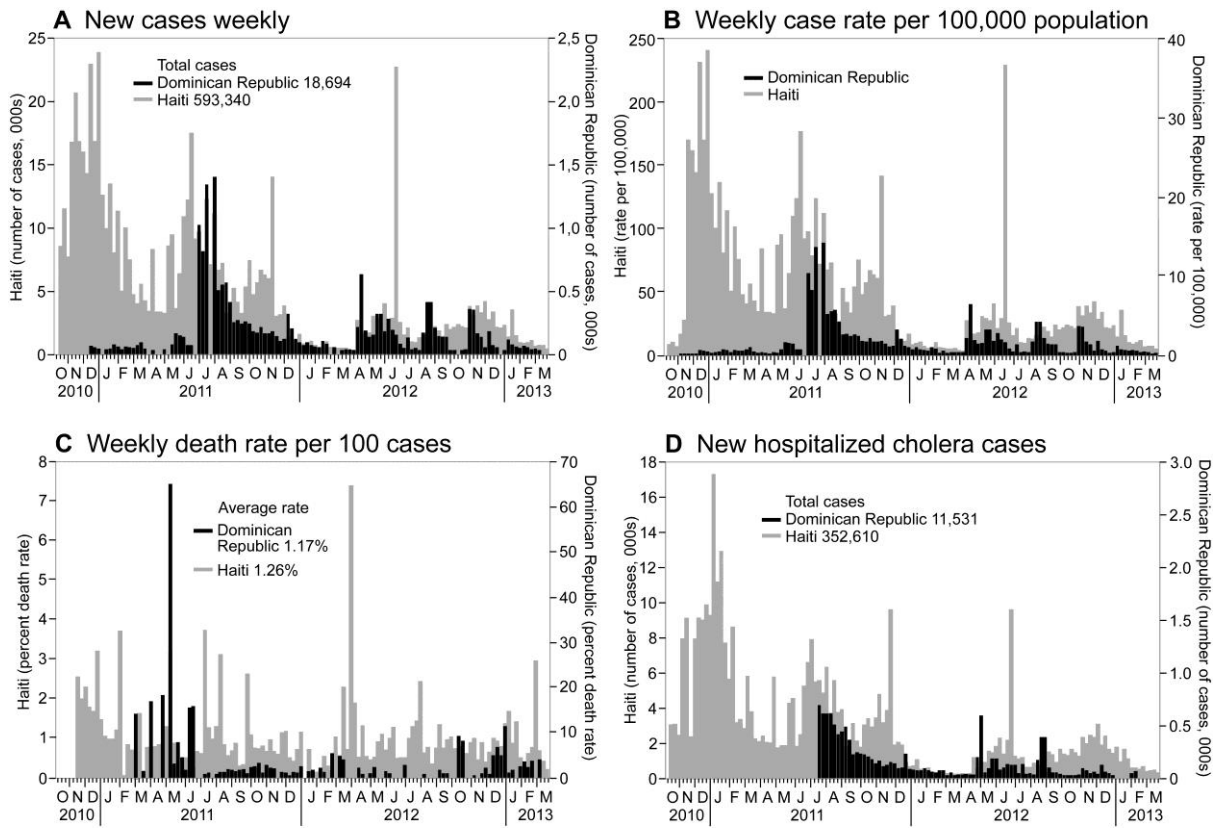 A New cases weekly
25
20
15
10
5
0
Haiti (number of cases, 000s)
2,5
2,0
1,5
1,0
0,5
0
Dominican Republic (number of cases, 000s)
Total cases
Dominican Republic 18,694
Haiti 593,340
O N D J F M A M J J A S O N D J F M A M J J A S O N D J F M
2010 2011 2012 2013
B Weekly case rate per 100,000 population
250
200
150
100
50
0
Haiti (rate per 100,000)
40
30
20
10
0
Dominican Republic (rate per 100,000)
Dominican Republic
Haiti
O N D J F M A M J J A S O N D J F M A M J J A S O N D J F M
2010 2011 2012 2013
C Weekly death rate per 100 cases
8
7
6
5
4
3
2
1
0
Haiti (percent death rate)
70
60
50
40
30
20
10
0
Dominican Republic (percent death rate)
Average rate
Dominican
Republic 1.17%
Haiti 1.26%
O N D J F M A M J J A S O N D J F M A M J J A S O N D J F M
2010 2011 2012 2013
D New hospitalized cholera cases
18
16
14
12
10
8
6
4
2
0
Haiti (number of cases, 000s)
3.0
2.5
2.0
1.5
1.0
0.5
0
Dominican Republic (number of cases, 000s)
Total cases
Dominican Republic 11,531
Haiti 352,610
O N D J F M A M J J A S O N D J F M A M J J A S O N D J F M
2010 2011 2012 2013